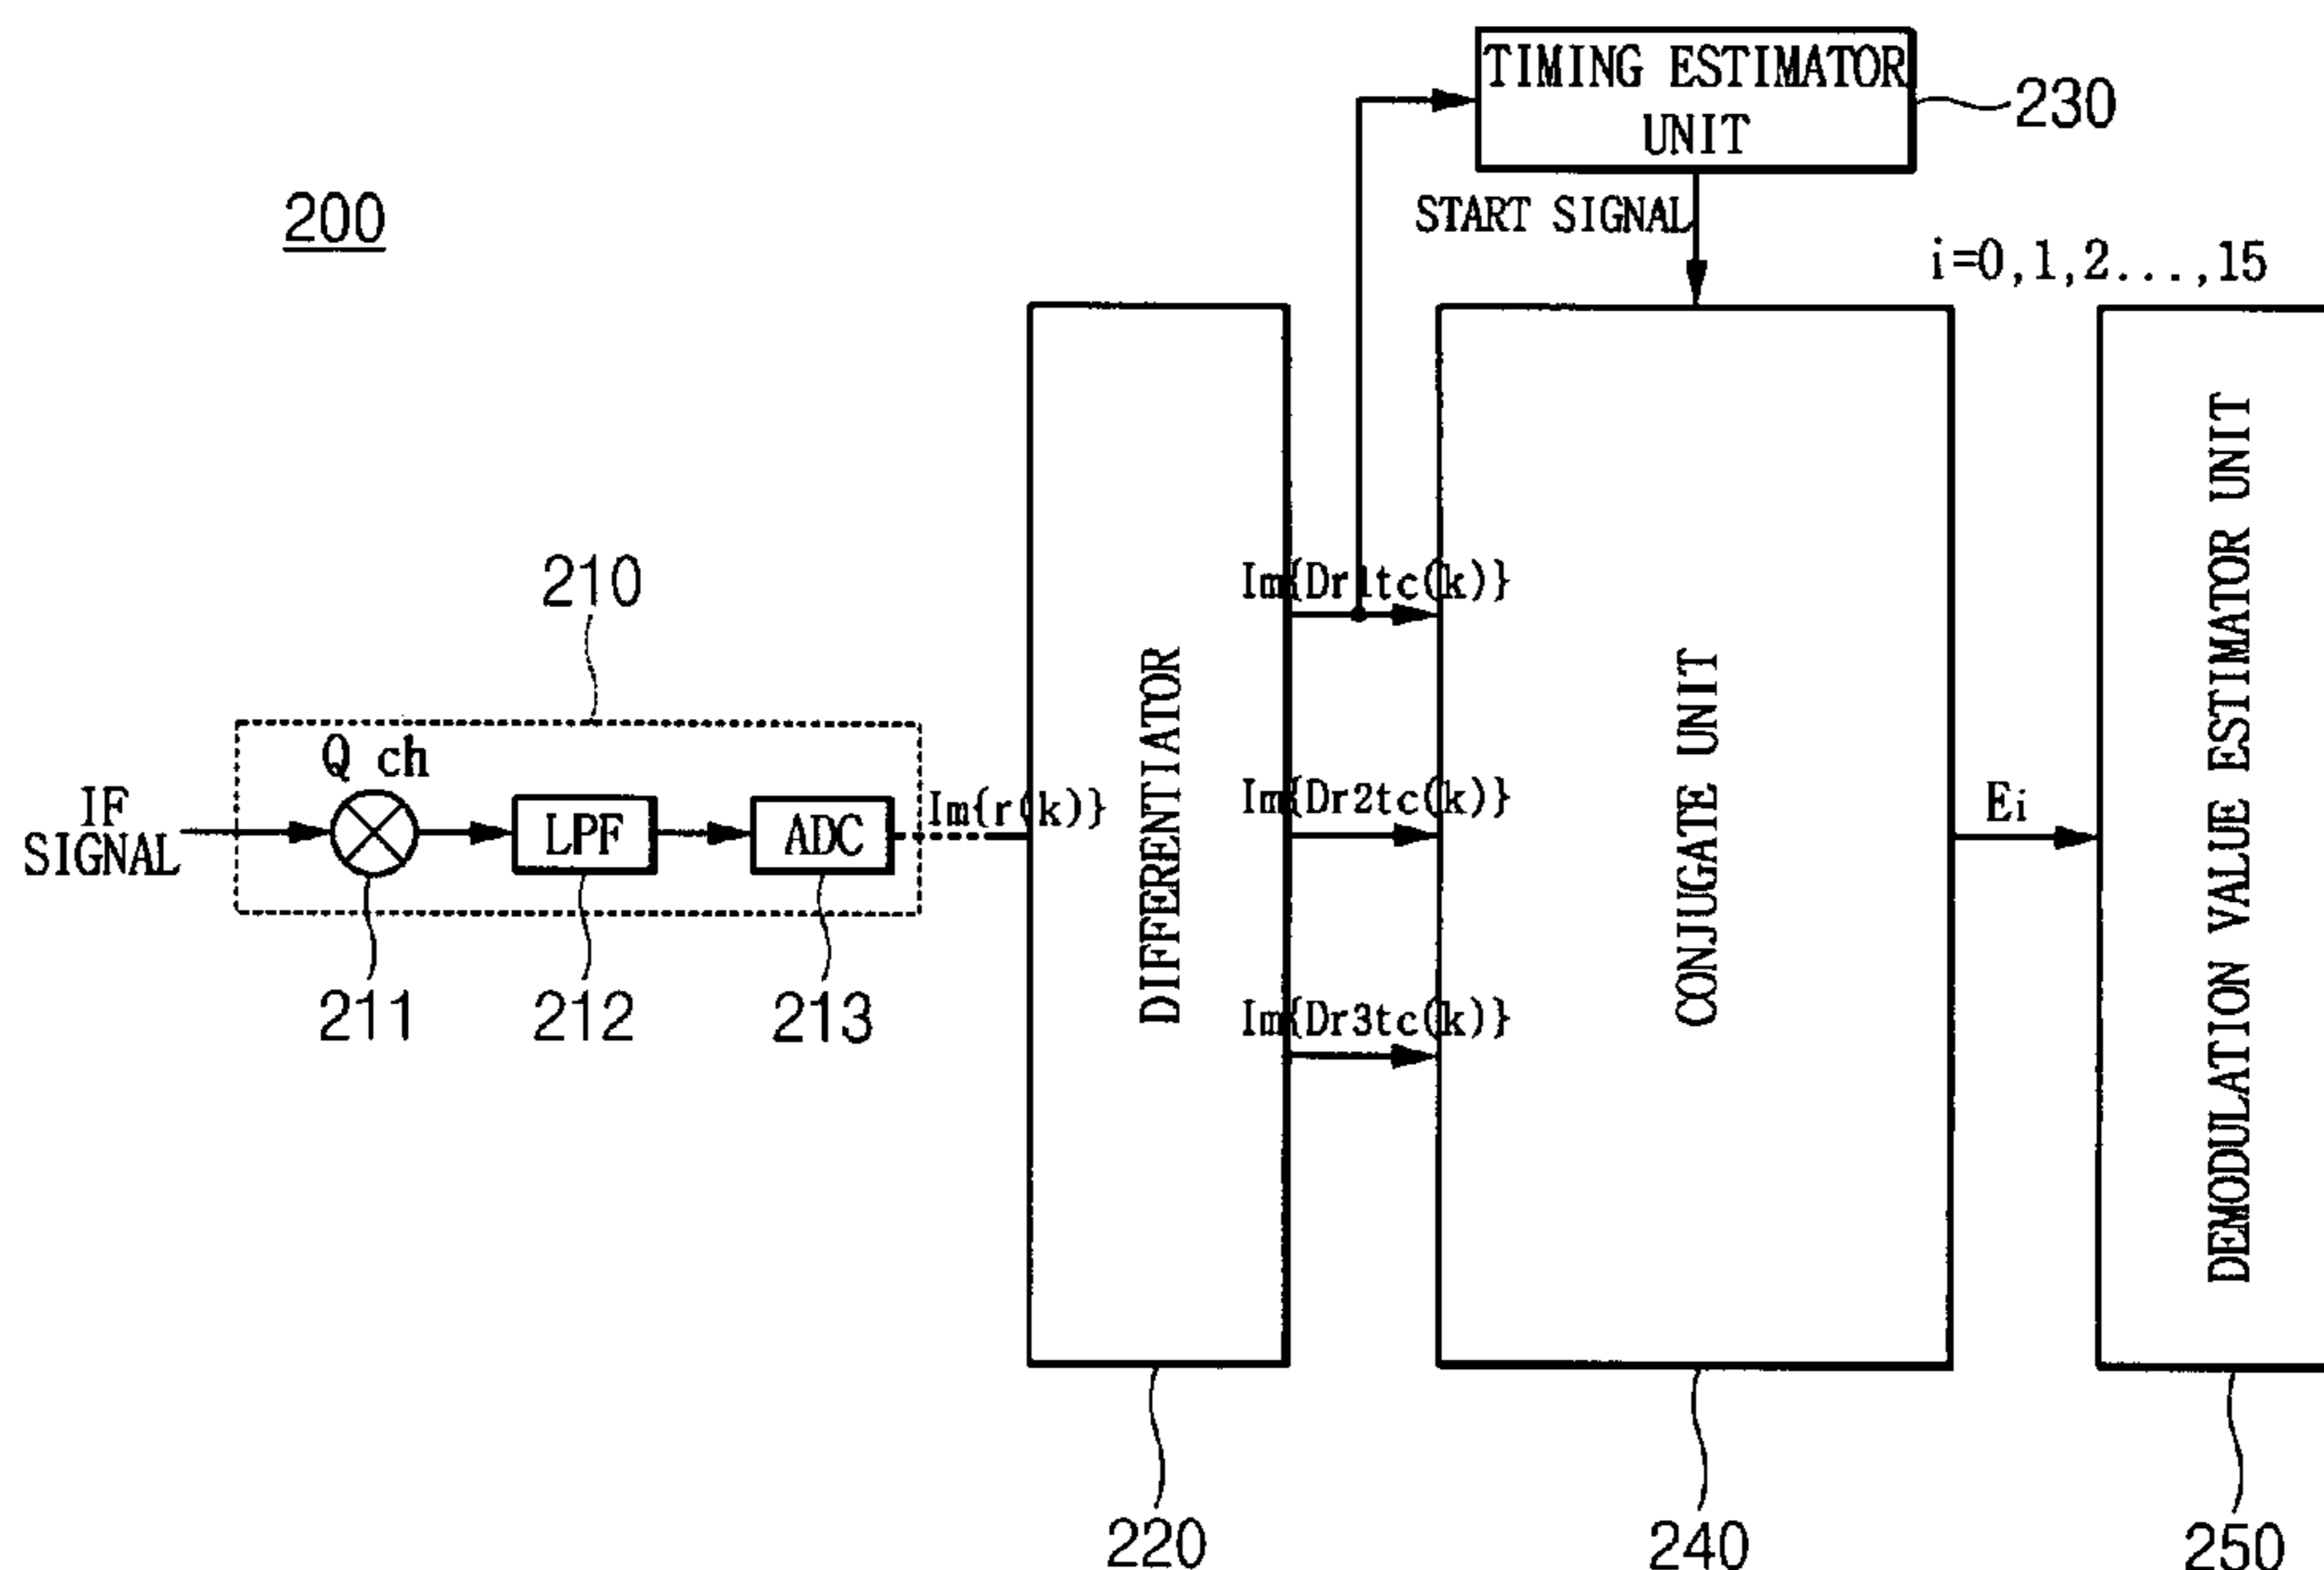 TIMING ESTIMATOR
UNIT
230
200
START SIGNAL
i=0,1,2...,15
210
Im{Dr1tc(k)}
Q ch
IF
SIGNAL
LPF
ADC
Im{r(k)}
DIFFERENTIATOR
Im{Dr2tc(k)}
CONJUGATE UNIT
Ei
DEMODULATION VALUE ESTIMATOR UNIT
211
212
213
Im{Dr3tc(k)}
220
240
250